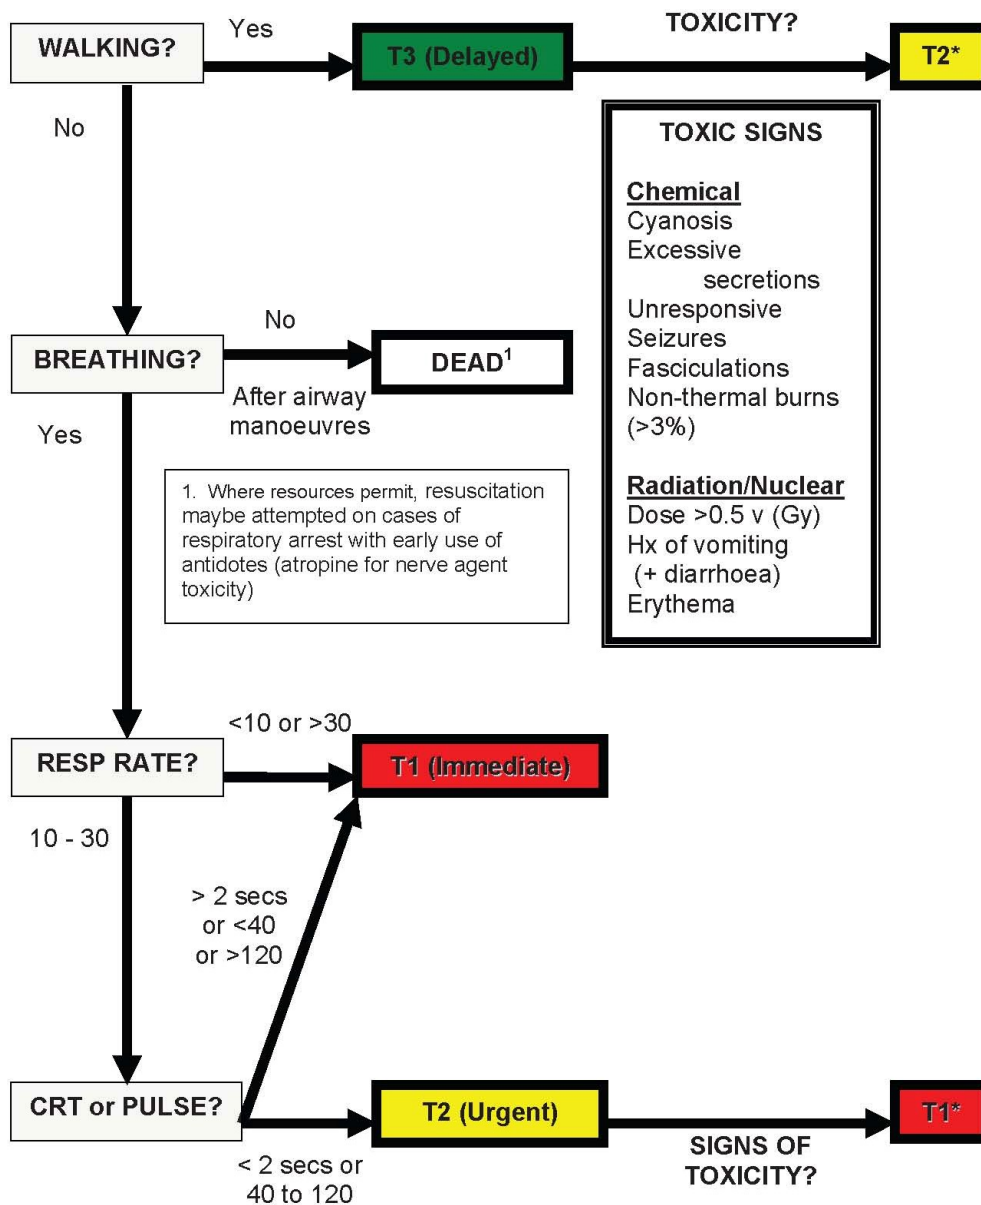 WALKING?
Yes
T3 (Delayed)
TOXICITY?
T2*
No
TOXIC SIGNS
Chemical
Cyanosis
Excessive
secretions
Unresponsive
Seizures
Fasciculations
Non-thermal burns
(>3%)
Radiation/Nuclear
Dose >0.5 v (Gy)
Hx of vomiting
(+ diarrhoea)
Erythema
BREATHING?
No
After airway
manoeuvres
DEAD1
Yes
1. Where resources permit, resuscitation
maybe attempted on cases of
respiratory arrest with early use of
antidotes (atropine for nerve agent
toxicity)
RESP RATE?
<10 or >30
T1 (Immediate)
10 - 30
> 2 secs
or <40
or >120
CRT or PULSE?
< 2 secs or
40 to 120
T2 (Urgent)
SIGNS OF
TOXICITY?
T1*